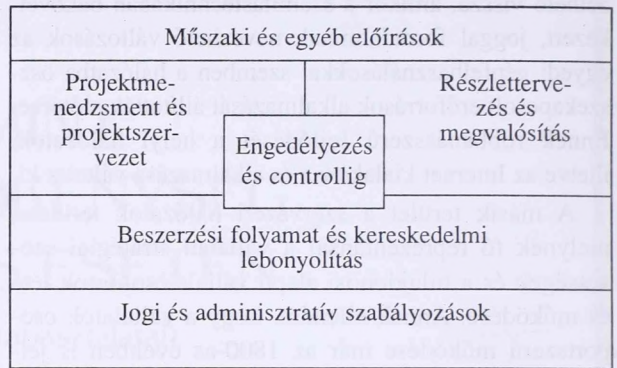 Műszaki és egyéb előírások
Projektme-
nedzsment és
projektszer-
vezet
Részletterve-
zés és
megvalósítás
Engedélyezés
és controllig
Beszerzési folyamat és kereskedelmi
lebonyolítás
Jogi és adminisztratív szabályozások